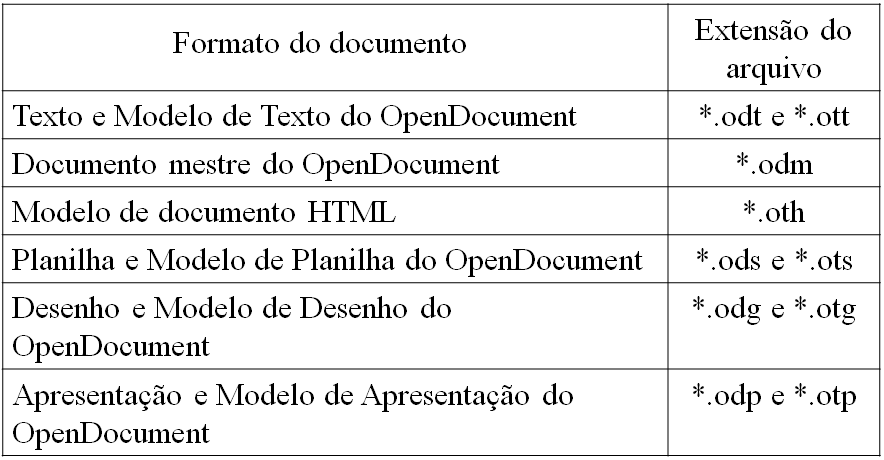 Formato do documento
Extensão do
arquivo
Texto e Modelo de Texto do OpenDocument
*.odt e *.ott
Documento mestre do OpenDocument
*.odm
Modelo de documento HTML
*.oth
Planilha e Modelo de Planilha do OpenDocument
*.ods e *.ots
Desenho e Modelo de Desenho do
OpenDocument
*.odg e *.otg
Apresentação e Modelo de Apresentação do
OpenDocument
*.odp e *.otp